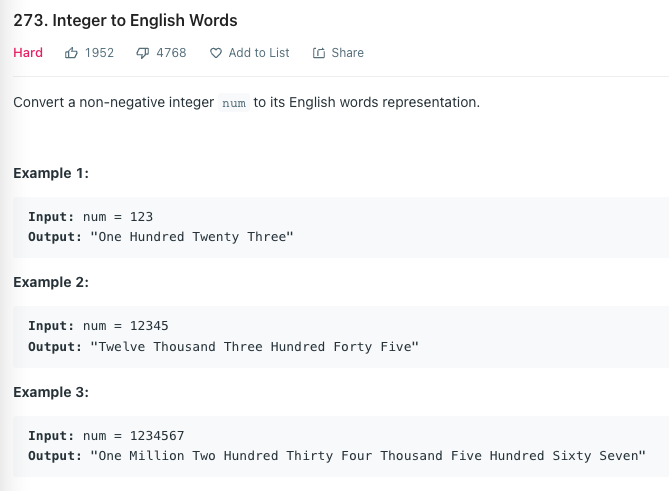 273. Integer to English Words
Hard 1952 4768 Add to List Share
Convert a non-negative integer num to its English words representation.
Example 1:
Input: num = 123
Output: "One Hundred Twenty Three"
Example 2:
Input: num = 12345
Output: "Twelve Thousand Three Hundred Forty Five"
Example 3:
Input: num = 1234567
Output: "One Million Two Hundred Thirty Four Thousand Five Hundred Sixty Seven"